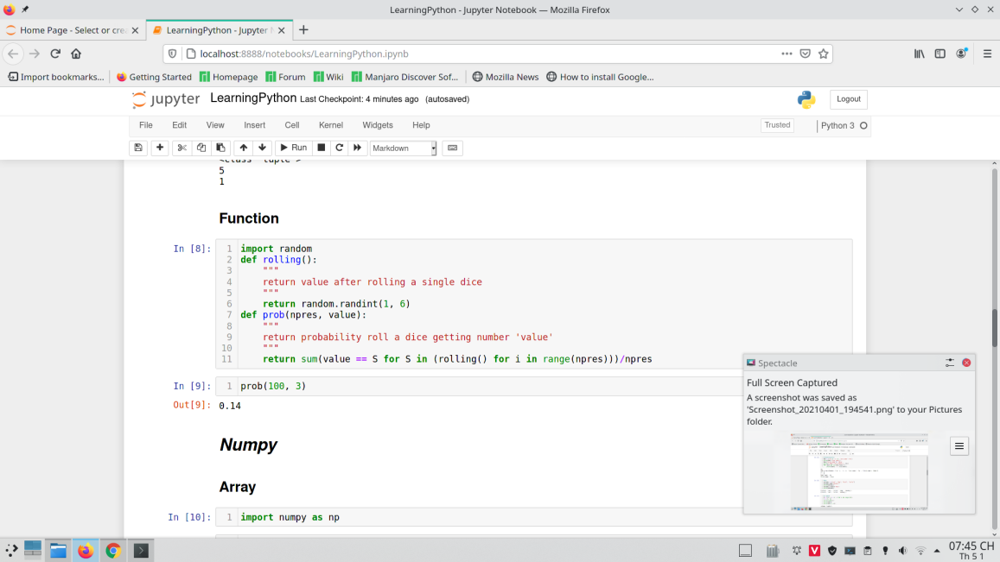 LearningPython - Jupyter Notebook — Mozilla Firefox
Home Page - Select or cre
LearningPython - Jupyter N
localhost:8888/notebooks/LearningPython.ipynb
Import bookmarks... Getting Started Homepage Forum Wiki Manjaro Discover Sof... Mozilla News How to install Google...
jupyter LearningPython Last Checkpoint: 4 minutes ago (autosaved) Logout
File Edit View Insert Cell Kernel Widgets Help Trusted Python 3
Run Markdown
<class 'tuple'>
5
1
Function
In [8]:
1 import random
2 def rolling():
3 """
4 return value after rolling a single dice
5 """
6 return random.randint(1, 6)
7 def prob(npres, value):
8 """
9 return probability roll a dice getting number 'value'
10 """
11 return sum(value == S for S in (rolling() for i in range(npres)))/npres
In [9]: 1 prob(100, 3)
Out[9]: 0.14
Numpy
Array
In [10]: 1 import numpy as np
Spectacle
Full Screen Captured
A screenshot was saved as
'Screenshot_20210401_194541.png' to your Pictures
folder.
07:45 CH
Th 5 1